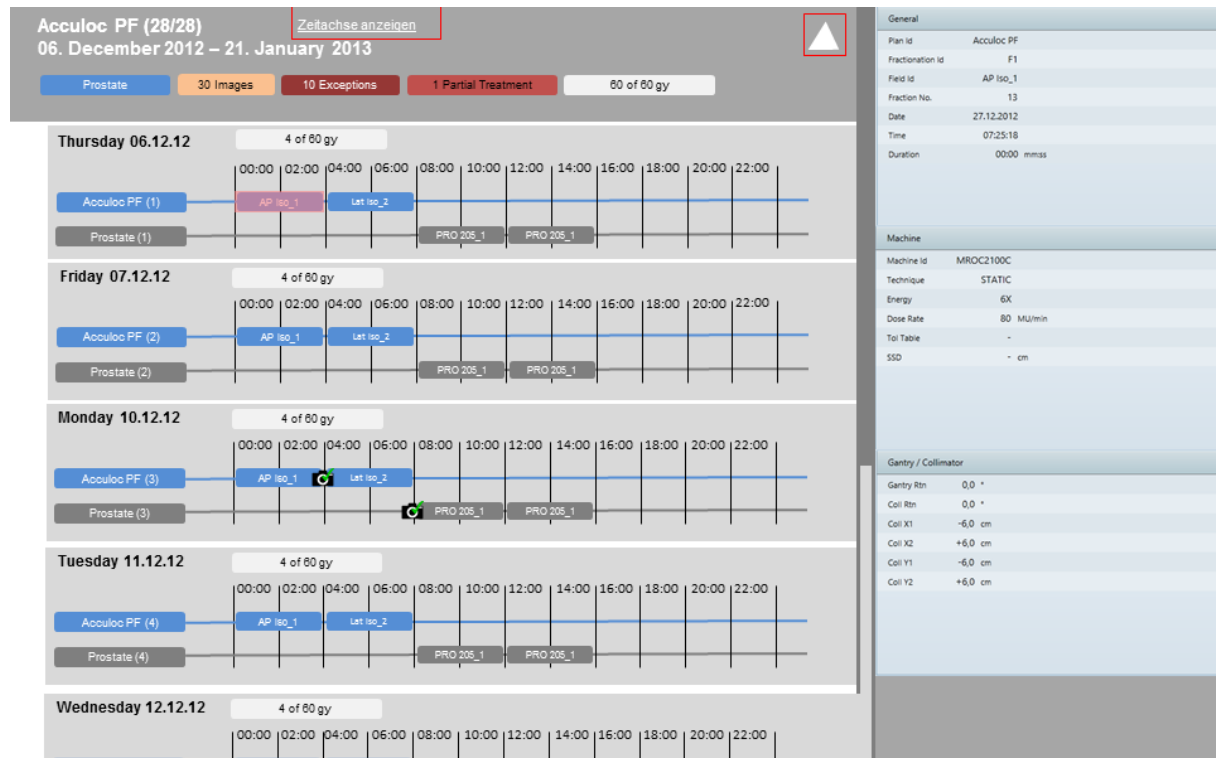 Acculoc PF (28/28)
Zeitachse anzeigen
06. December 2012 – 21. January 2013
Prostate
30 Images
10 Exceptions
1 Partial Treatment
60 of 60 gy
Thursday 06.12.12
4 of 60 gy
00:00 02:00 04:00 06:00 08:00 10:00 12:00 14:00 16:00 18:00 20:00 22:00
Acculoc PF (1)
AP Iso_1
Lat Iso_2
Prostate (1)
PRO 205_1
PRO 205_1
Friday 07.12.12
4 of 60 gy
00:00 02:00 04:00 06:00 08:00 10:00 12:00 14:00 16:00 18:00 20:00 22:00
Acculoc PF (2)
AP Iso_1
Lat Iso_2
Prostate (2)
PRO 205_1
PRO 205_1
Monday 10.12.12
4 of 60 gy
00:00 02:00 04:00 06:00 08:00 10:00 12:00 14:00 16:00 18:00 20:00 22:00
Acculoc PF (3)
AP Iso_1
Lat Iso_2
Prostate (3)
PRO 205_1
PRO 205_1
Tuesday 11.12.12
4 of 60 gy
00:00 02:00 04:00 06:00 08:00 10:00 12:00 14:00 16:00 18:00 20:00 22:00
Acculoc PF (4)
AP Iso_1
Lat Iso_2
Prostate (4)
PRO 205_1
PRO 205_1
Wednesday 12.12.12
4 of 60 gy
00:00 02:00 04:00 06:00 08:00 10:00 12:00 14:00 16:00 18:00 20:00 22:00
General
Plan Id Acculoc PF
Fractionation Id F1
Field Id AP Iso_1
Fraction No. 13
Date 27.12.2012
Time 07:25:18
Duration 00:00 mm:ss
Machine
Machine Id MROC2100C
Technique STATIC
Energy 6X
Dose Rate 80 MU/min
Tol Table -
SSD - cm
Gantry / Collimator
Gantry Rtn 0,0 °
Coll Rtn 0,0 °
Coll X1 -6,0 cm
Coll X2 +6,0 cm
Coll Y1 -6,0 cm
Coll Y2 +6,0 cm